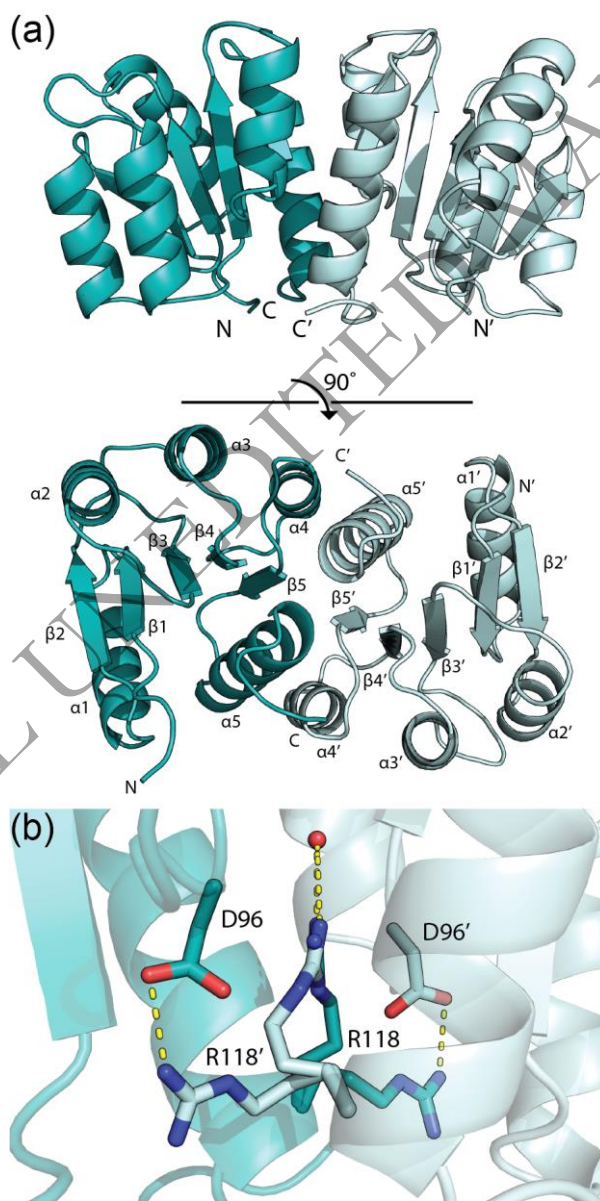 (a)
N C C' N'
90°
α3 C'
α2 α4 α5' α1' N'
β3 β4
β5 β1' β2'
β2 β1 β5'
β4' β3'
α1 α5 C α4' α3' α2'
N
(b)
D96 D96'
R118' R118